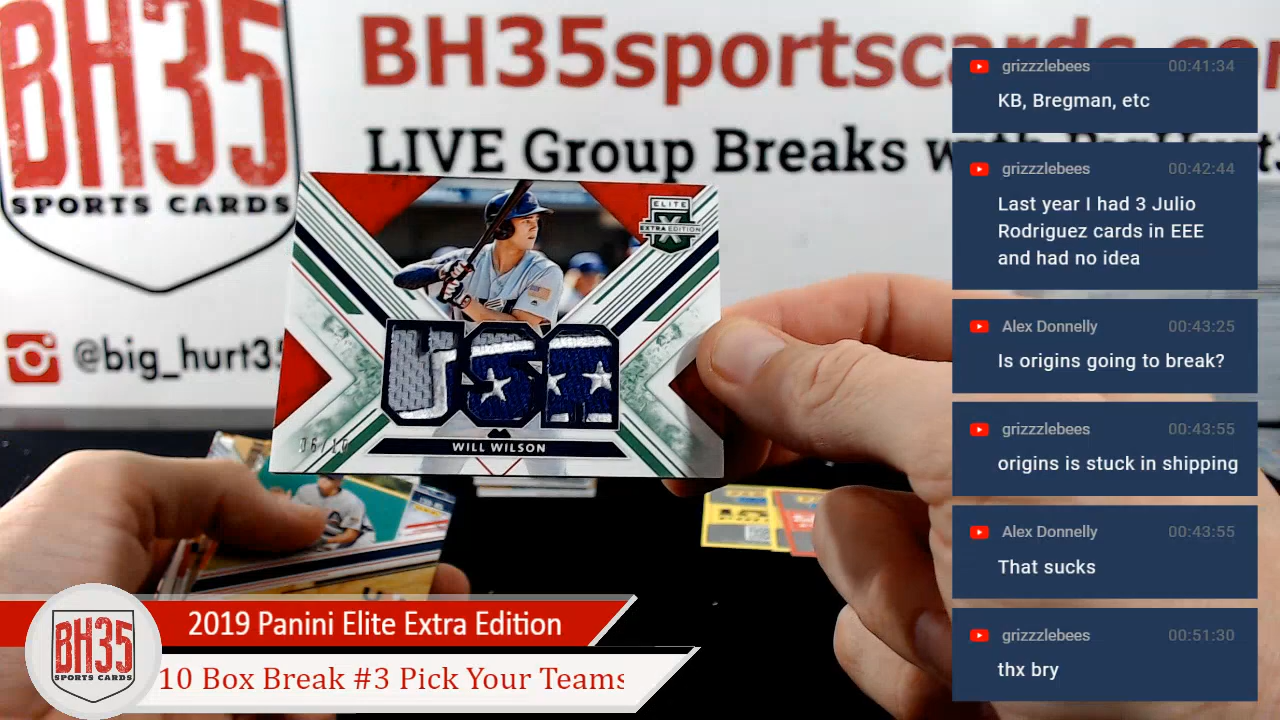 BH35
SPORTS CARDS
@big_hurt35
BH35sportscards.co
LIVE Group Breaks w
ELITE
X
EXTRA EDITION
USA
WILL WILSON
grizzzlebees 00:41:34
KB, Bregman, etc
grizzzlebees 00:42:44
Last year I had 3 Julio
Rodriguez cards in EEE
and had no idea
Alex Donnelly 00:43:25
Is origins going to break?
grizzzlebees 00:43:55
origins is stuck in shipping
Alex Donnelly 00:43:55
That sucks
grizzzlebees 00:51:30
thx bry
BH35
SPORTS CARDS
2019 Panini Elite Extra Edition
10 Box Break #3 Pick Your Teams